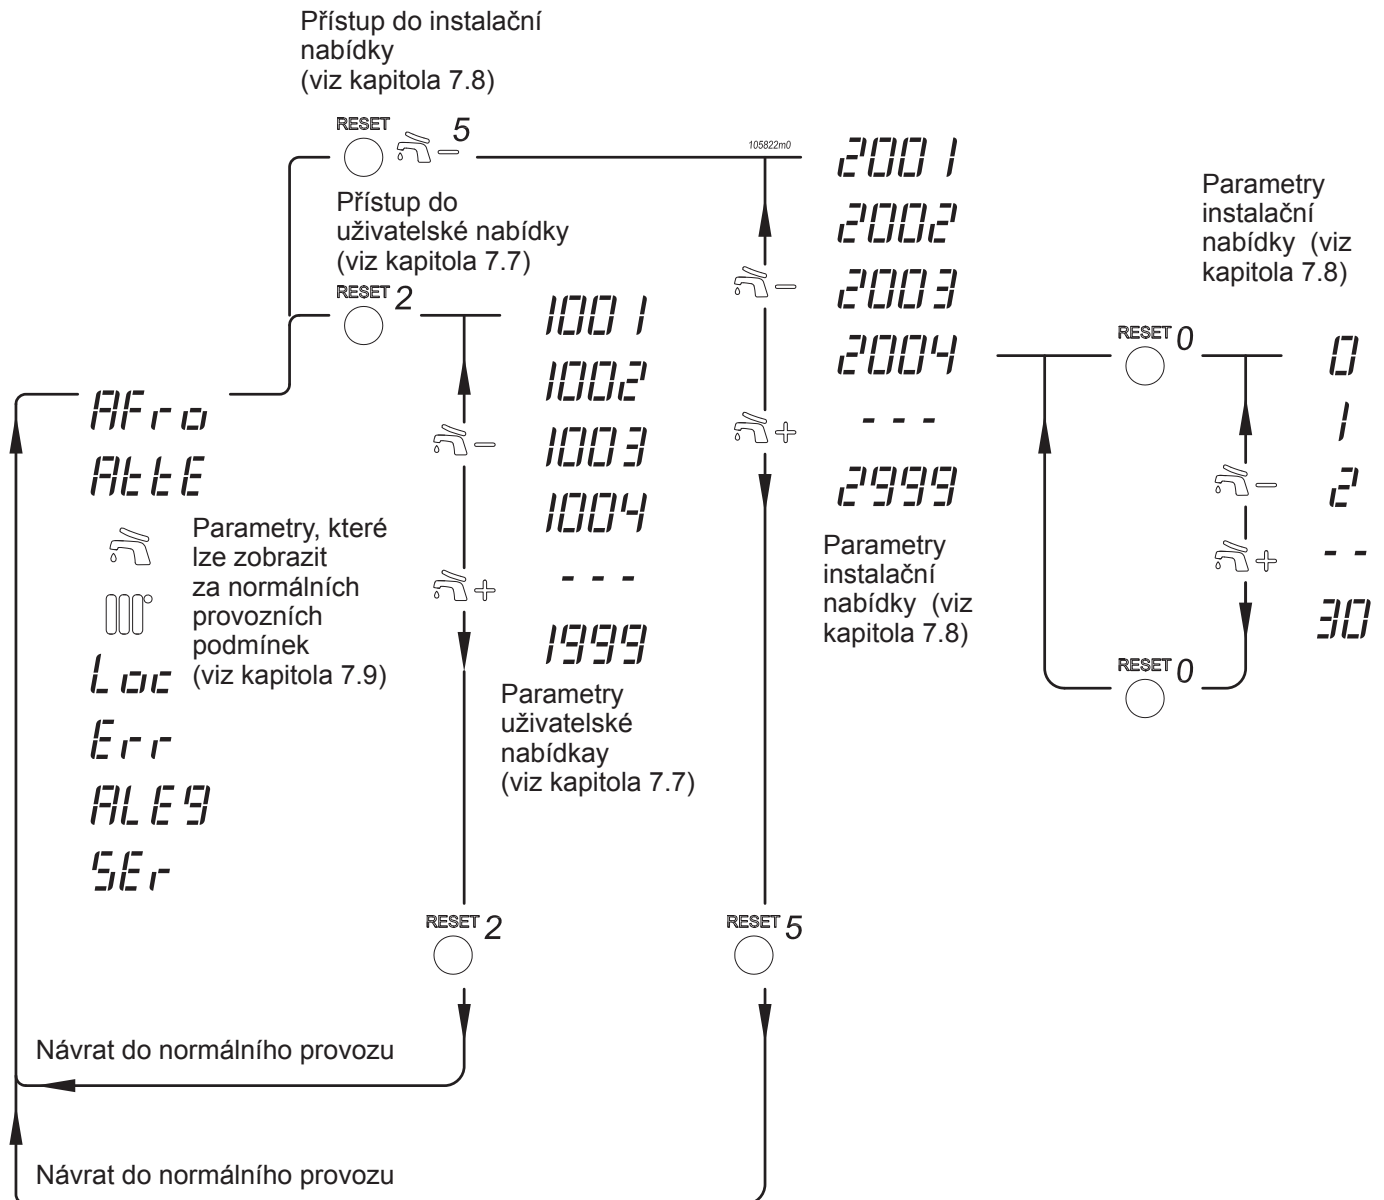 Přístup do instalační
nabídky
(viz kapitola 7.8)
RESET
5
105822m0
Přístup do
uživatelské nabídky
(viz kapitola 7.7)
RESET 2
AFro
AttE
Parametry, které
lze zobrazit
za normálních
provozních
podmínek
(viz kapitola 7.9)
Loc
Err
ALEg
SEr
1001
1002
1003
1004
- - -
1999
Parametry
uživatelské
nabídkay
(viz kapitola 7.7)
2001
2002
2003
2004
- - -
2999
Parametry
instalační
nabídky (viz
kapitola 7.8)
Parametry
instalační
nabídky (viz
kapitola 7.8)
RESET 0
0
1
2
- -
30
RESET 0
RESET 2
RESET 5
Návrat do normálního provozu
Návrat do normálního provozu